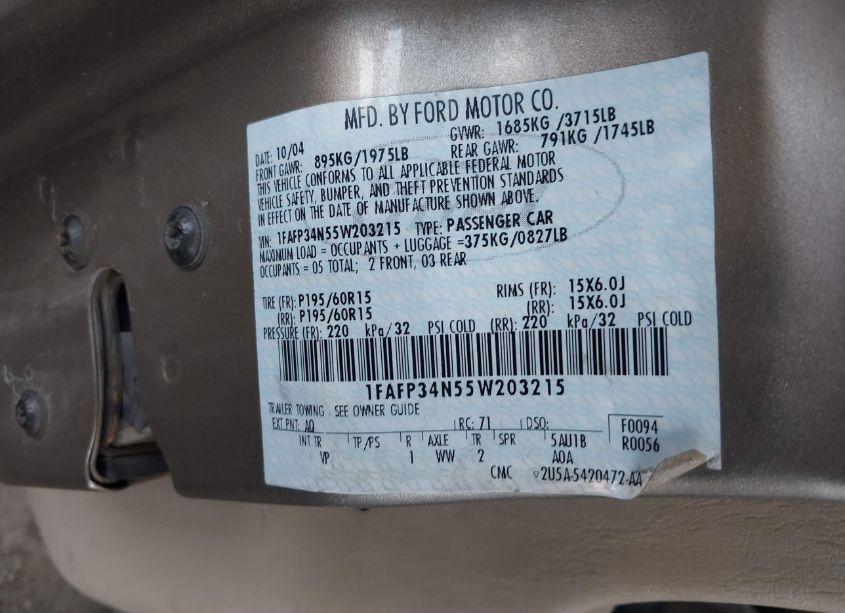 MFD. BY FORD MOTOR CO.
DATE: 10/04 GVWR: 1685KG /3715LB
FRONT GAWR: 895KG/1975LB REAR GAWR: 791KG /1745LB
THIS VEHICLE CONFORMS TO ALL APPLICABLE FEDERAL MOTOR
VEHICLE SAFETY, BUMPER, AND THEFT PREVENTION STANDARDS
IN EFFECT ON THE DATE OF MANUFACTURE SHOWN ABOVE.
VIN: 1FAFP34N55W203215 TYPE: PASSENGER CAR
MAXIMUM LOAD = OCCUPANTS + LUGGAGE =375KG/0827LB
OCCUPANTS = 05 TOTAL; 2 FRONT, 03 REAR
TIRE (FR): P195/60R15 RIMS (FR): 15X6.0J
(RR): P195/60R15 (RR): 15X6.0J
PRESSURE (FR): 220 kPa/32 PSI COLD (RR): 220 kPa/32 PSI COLD
1FAFP34N55W203215
TRAILER TOWING - SEE OWNER GUIDE
EXT PNT: AQ RC: 71 DSO: F0094
INT TR TP/PS R AXLE TR SPR 5AU1B R0056
VP 1 WW 2 AOA
CMC 2U5A-5420472-AA